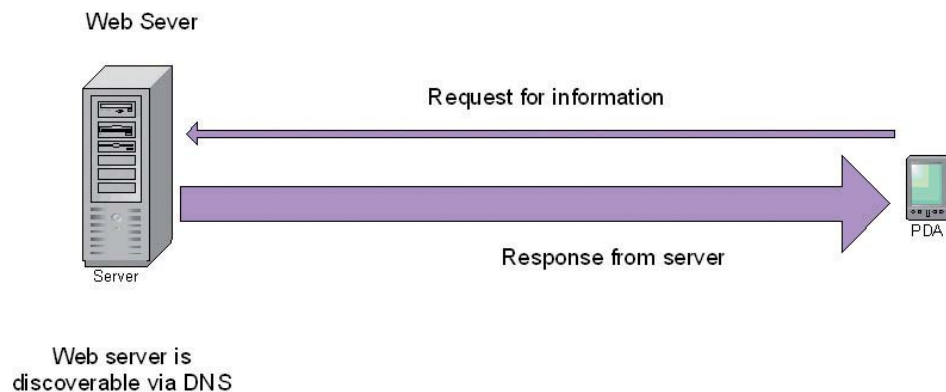 Web Sever
Request for information
PDA
Response from server
Server
Web server is
discoverable via DNS